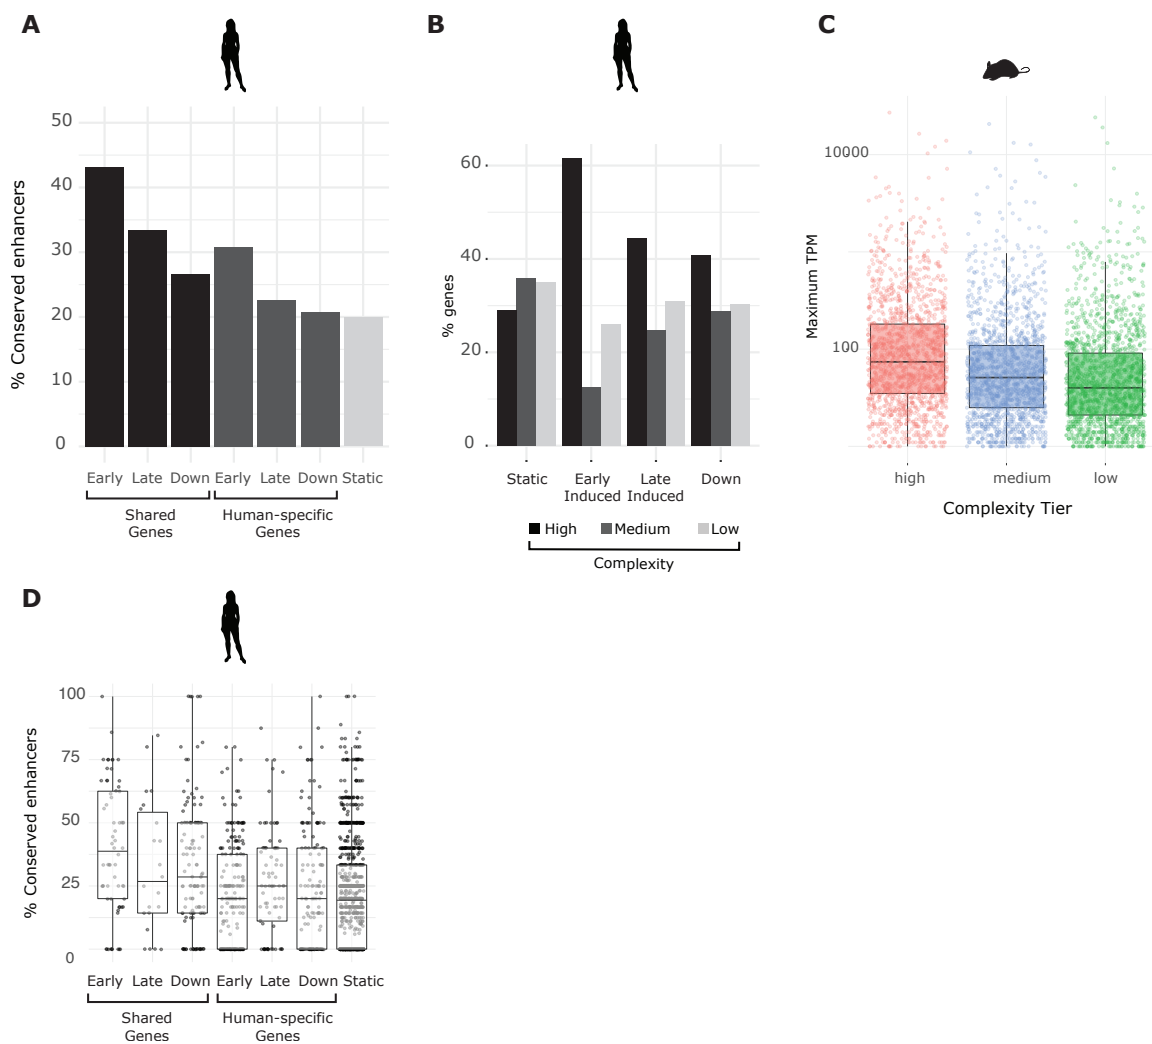 A
% Conserved enhancers
50
40
30
20
10
0
Early Late Down Early Late Down Static
Shared
Genes
Human-specific
Genes
B
% genes
60
40
20
0
Static
Early
Induced
Late
Induced
Down
High Medium Low
Complexity
C
Maximum TPM
10000
100
high medium low
Complexity Tier
D
% Conserved enhancers
100
75
50
25
0
Early Late Down Early Late Down Static
Shared
Genes
Human-specific
Genes